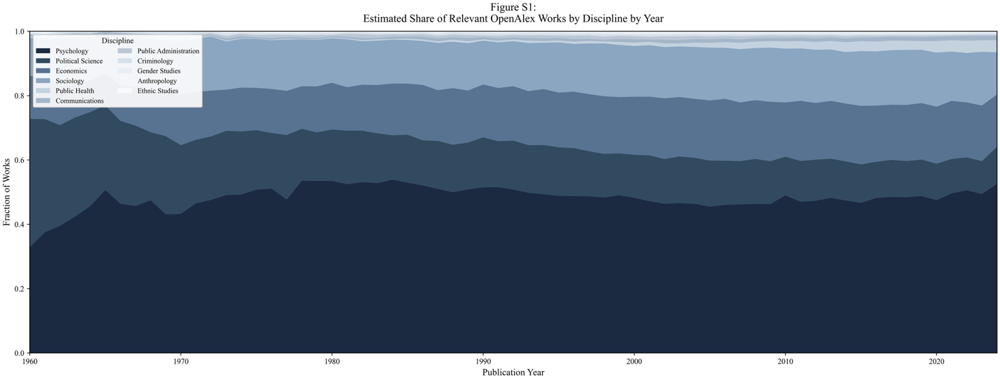 Figure S1:
Estimated Share of Relevant OpenAlex Works by Discipline by Year
1.0
0.8
0.6
0.4
0.2
0.0
Fraction of Works
Discipline
Psychology
Political Science
Economics
Sociology
Public Health
Communications
Public Administration
Criminology
Gender Studies
Anthropology
Ethnic Studies
1960
1970
1980
1990
2000
2010
2020
Publication Year